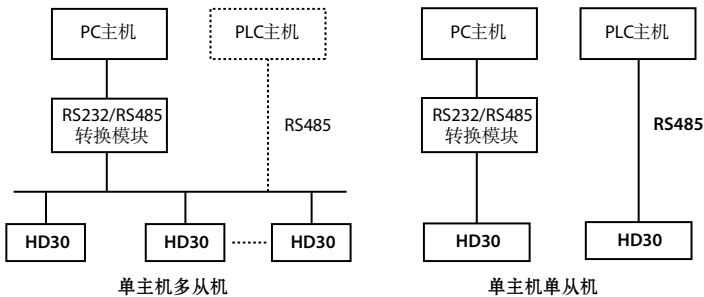 PC主机
PLC主机
RS232/RS485
转换模块
RS485
HD30
HD30
HD30
单主机多从机
PC主机
PLC主机
RS232/RS485
转换模块
RS485
HD30
HD30
单主机单从机